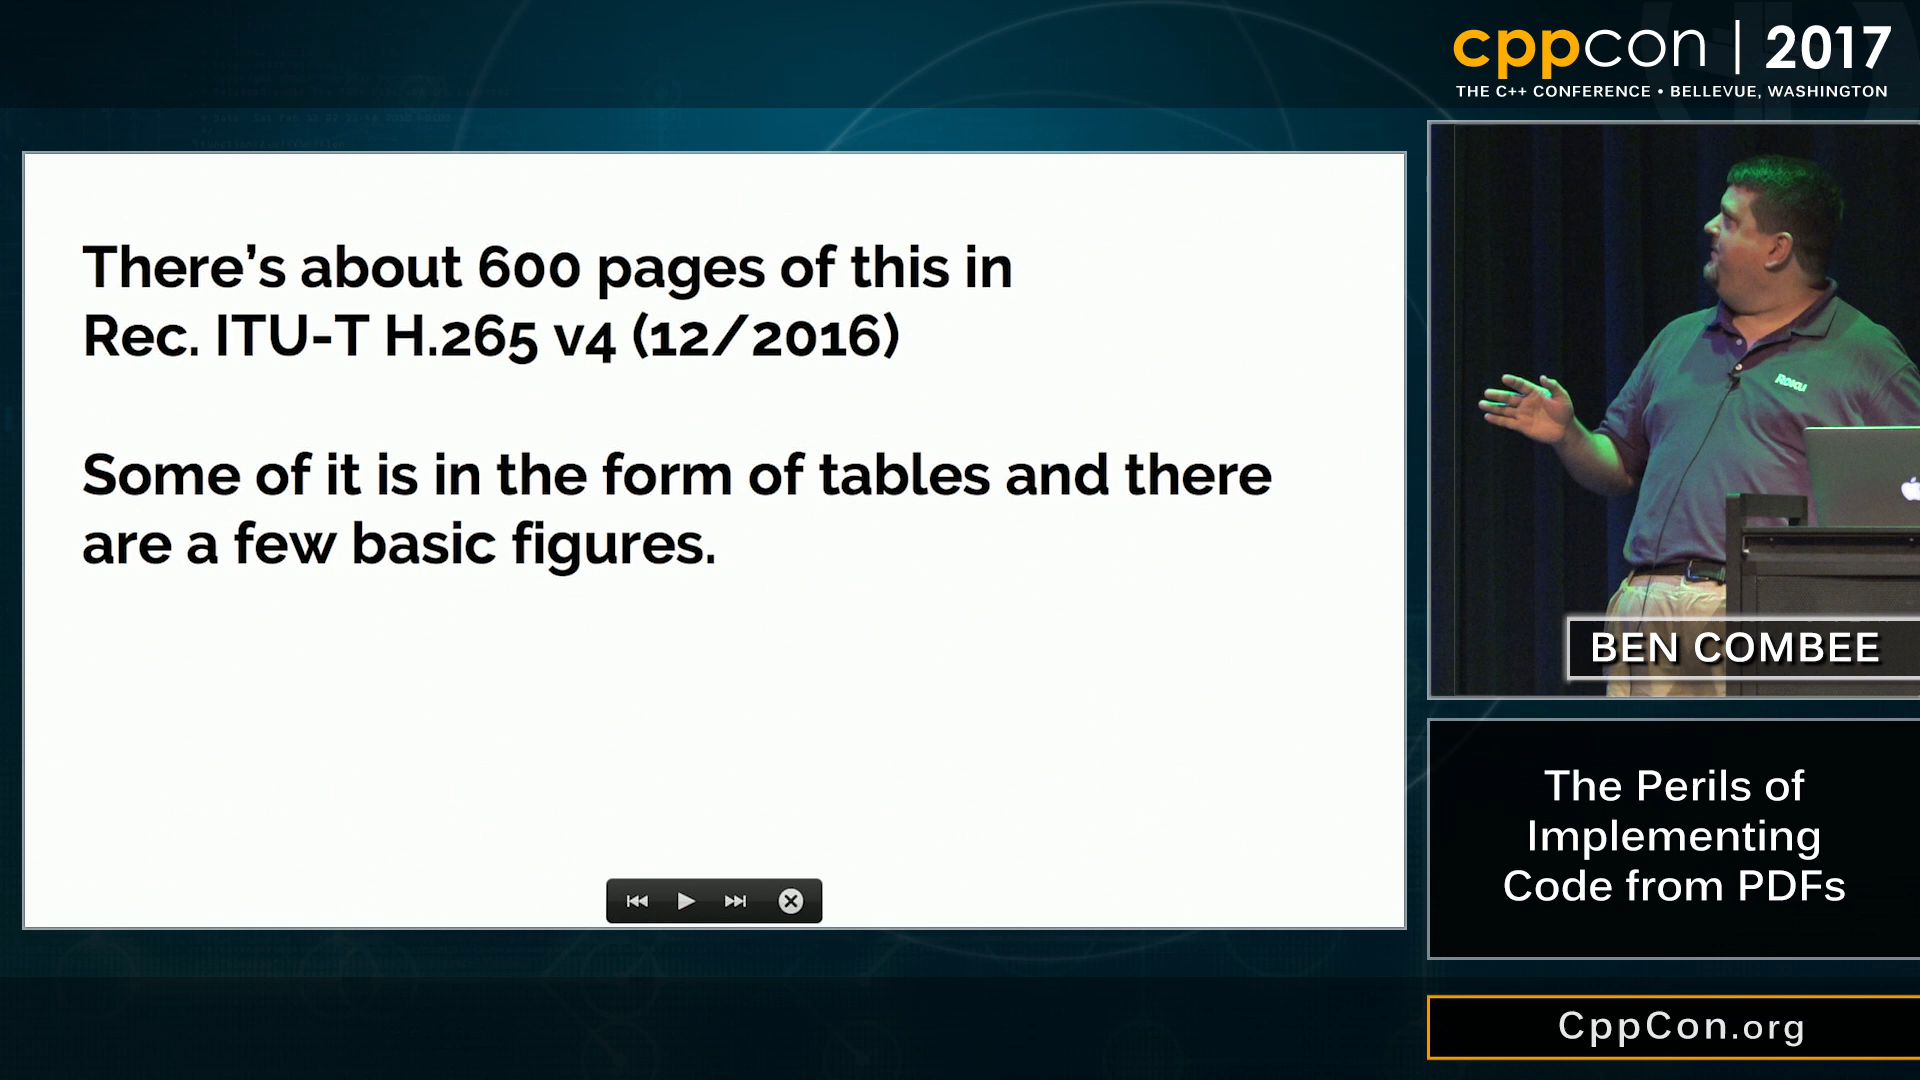 cppcon | 2017
THE C++ CONFERENCE • BELLEVUE, WASHINGTON
There's about 600 pages of this in
Rec. ITU-T H.265 v4 (12/2016)
Some of it is in the form of tables and there
are a few basic figures.
Roku
BEN COMBEE
The Perils of
Implementing
Code from PDFs
CppCon.org